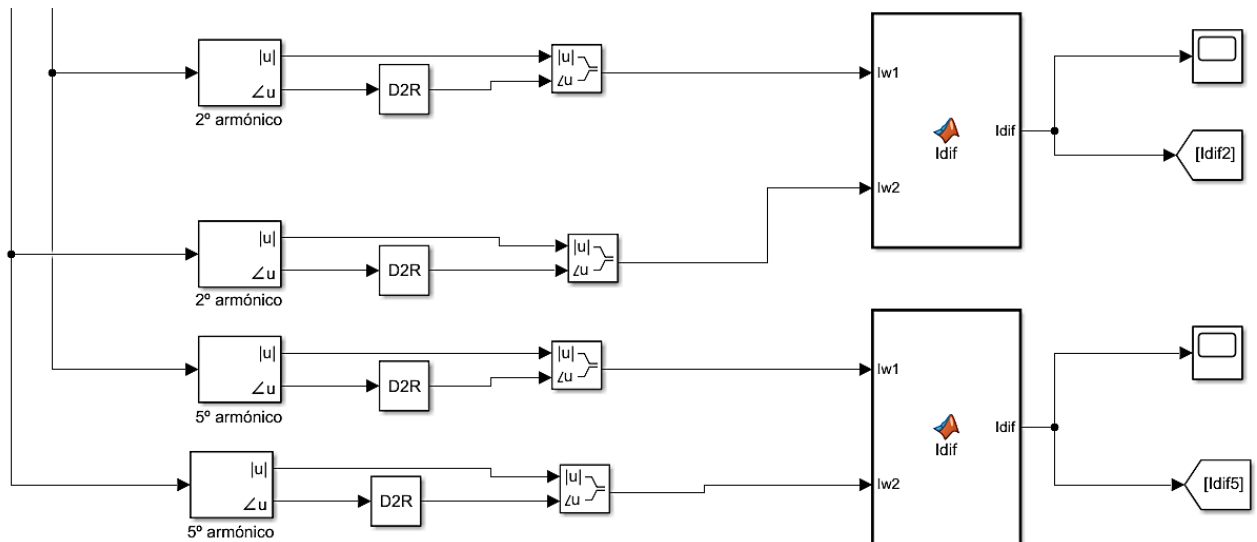 |u|
∠u
2º armónico
D2R
|u|
∠u
Iw1
Iw2
Idif
Idif
[Idif2]
|u|
∠u
2º armónico
D2R
|u|
∠u
|u|
∠u
5º armónico
D2R
|u|
∠u
Iw1
Iw2
Idif
Idif
[Idif5]
|u|
∠u
5º armónico
D2R
|u|
∠u